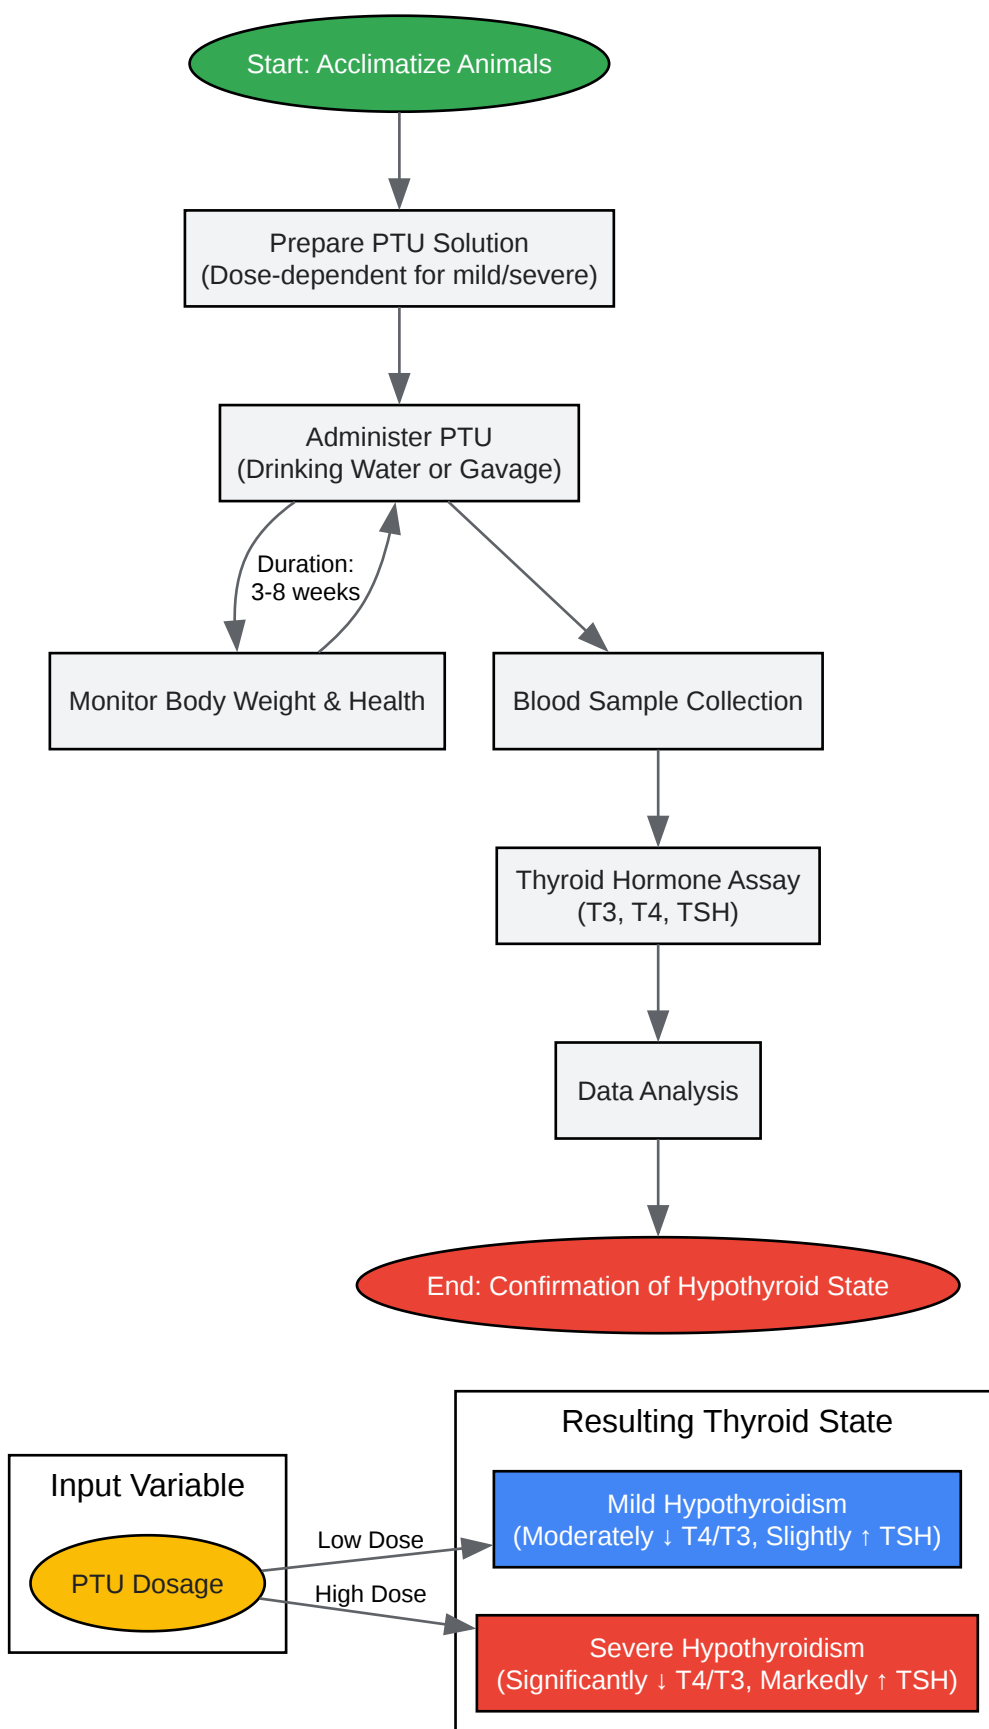 Start: Acclimatize Animals
Prepare PTU Solution
(Dose-dependent for mild/severe)
Administer PTU
(Drinking Water or Gavage)
Duration:
3-8 weeks
Monitor Body Weight & Health
Blood Sample Collection
Thyroid Hormone Assay
(T3, T4, TSH)
Data Analysis
End: Confirmation of Hypothyroid State
Input Variable
PTU Dosage
Low Dose
High Dose
Resulting Thyroid State
Mild Hypothyroidism
(Moderately ↓ T4/T3, Slightly ↑ TSH)
Severe Hypothyroidism
(Significantly ↓ T4/T3, Markedly ↑ TSH)